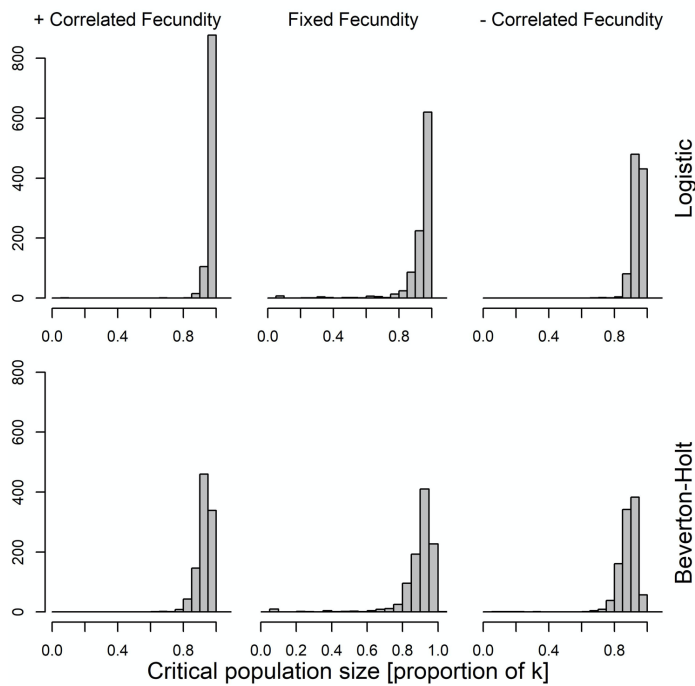 + Correlated Fecundity
Fixed Fecundity
- Correlated Fecundity
800
600
400
200
0
0.0 0.4 0.8
0.0 0.4 0.8
0.0 0.4 0.8
Logistic
800
600
400
200
0
0.0 0.4 0.8
0.0 0.2 0.4 0.6 0.8 1.0
0.0 0.4 0.8
Beverton-Holt
Critical population size [proportion of k]